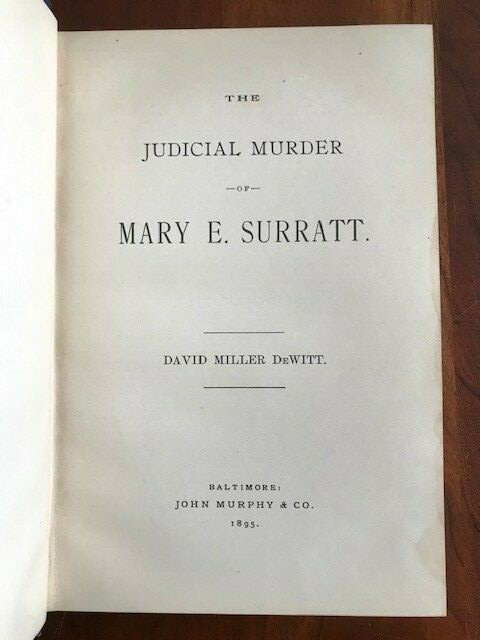 THE
JUDICIAL MURDER
—OF—
MARY E. SURRATT.
DAVID MILLER DEWITT.
BALTIMORE:
JOHN MURPHY & CO.
1895.